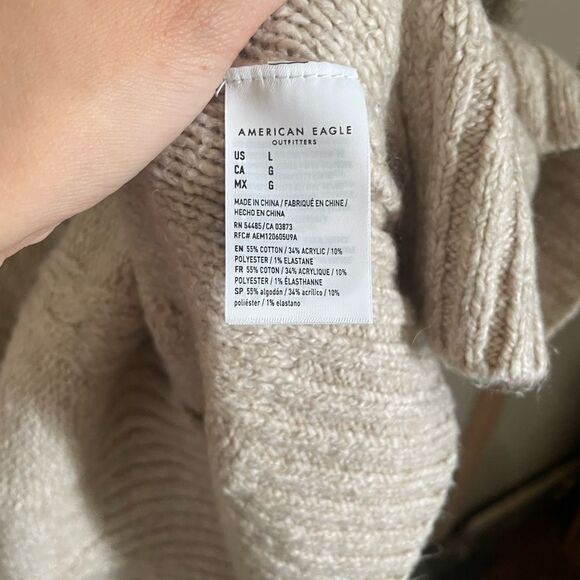 AMERICAN EAGLE
OUTFITTERS
US L
CA G
MX G
MADE IN CHINA / FABRIQUÉ EN CHINE /
HECHO EN CHINA
RN 54485/CA 03873
RFC# AEM120605U9A
EN 55% COTTON / 34% ACRYLIC / 10%
POLYESTER / 1% ELASTANE
FR 55% COTON / 34% ACRYLIQUE / 10%
POLYESTER / 1% ÉLASTHANNE
SP 55% algodón / 34% acrílico / 10%
poliéster / 1% elastano